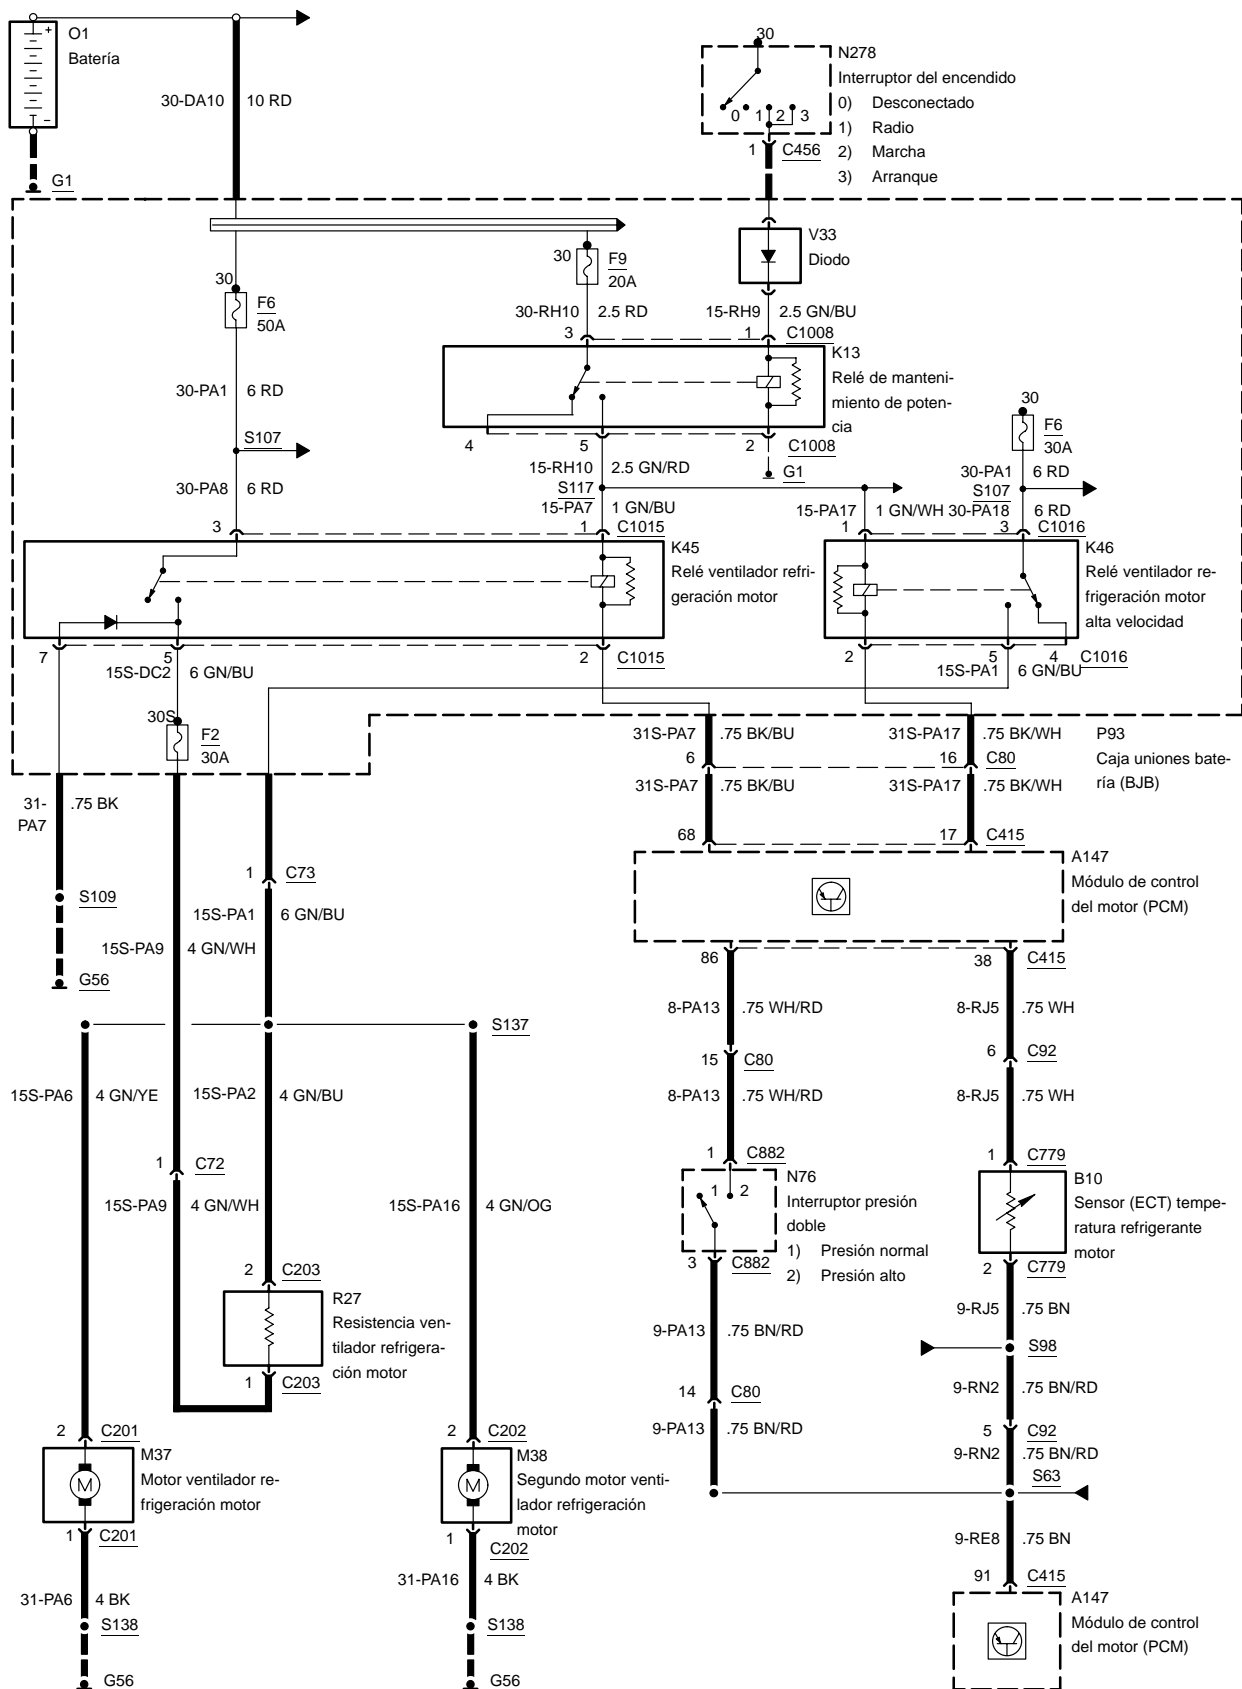 O1
Batería
30-DA10
10 RD
G1
30
N278
Interruptor del encendido
0) Desconectado
1) Radio
2) Marcha
3) Arranque
0 1 2 3
1 C456
V33
Diodo
30
F9
20A
30
F6
50A
30-RH10 2.5 RD
15-RH9 2.5 GN/BU
3
1 C1008
K13
Relé de manteni-
miento de poten-
cia
30-PA1 6 RD
S107
4
5
2 C1008
G1
15-RH10 2.5 GN/RD
S117
15-PA7 1 GN/BU
30
F6
30A
30-PA1 6 RD
S107
15-PA17 1 GN/WH
30-PA18 6 RD
30-PA8 6 RD
3
1 C1015
1
3 C1016
K45
Relé ventilador refri-
geración motor
K46
Relé ventilador re-
frigeración motor
alta velocidad
7
5
2 C1015
2
5
4 C1016
15S-DC2 6 GN/BU
15S-PA1 6 GN/BU
30S
F2
30A
31S-PA7 .75 BK/BU
31S-PA17 .75 BK/WH
P93
Caja uniones bate-
ría (BJB)
6
16 C80
31S-PA7 .75 BK/BU
31S-PA17 .75 BK/WH
68
17 C415
31-
PA7
.75 BK
A147
Módulo de control
del motor (PCM)
1 C73
S109
15S-PA1 6 GN/BU
15S-PA9 4 GN/WH
G56
86
38 C415
8-PA13 .75 WH/RD
8-RJ5 .75 WH
S137
15 C80
6 C92
15S-PA6 4 GN/YE
15S-PA2 4 GN/BU
8-PA13 .75 WH/RD
8-RJ5 .75 WH
1 C72
1 C882
1 C779
15S-PA9 4 GN/WH
15S-PA16 4 GN/OG
1 2
N76
Interruptor presión
doble
1) Presión normal
2) Presión alto
B10
Sensor (ECT) tempe-
ratura refrigerante
motor
2 C203
3 C882
2 C779
R27
Resistencia ven-
tilador refrigera-
ción motor
1 C203
9-PA13 .75 BN/RD
9-RJ5 .75 BN
S98
14 C80
9-RN2 .75 BN/RD
9-PA13 .75 BN/RD
5 C92
9-RN2 .75 BN/RD
S63
2 C201
M37
Motor ventilador re-
frigeración motor
M
1 C201
2 C202
M38
Segundo motor venti-
lador refrigeración
motor
M
1
C202
9-RE8 .75 BN
91 C415
A147
Módulo de control
del motor (PCM)
31-PA6 4 BK
31-PA16 4 BK
S138
S138
G56
G56
+
-